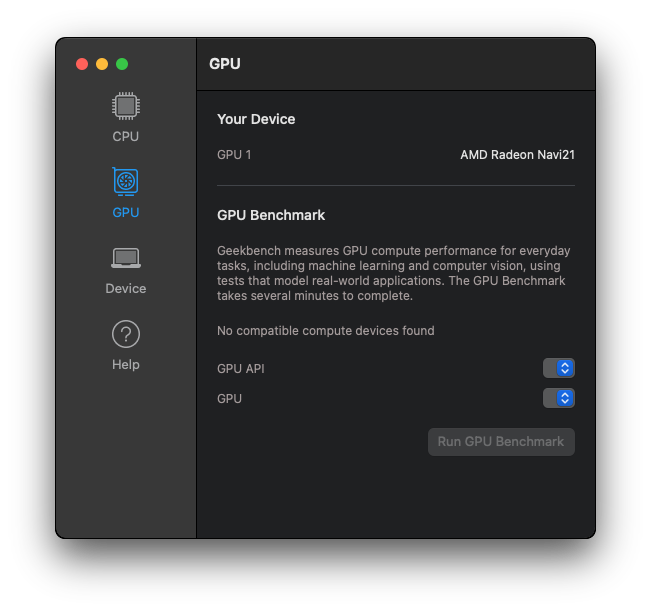 GPU
CPU
GPU
Device
Help
Your Device
GPU 1 AMD Radeon Navi21
GPU Benchmark
Geekbench measures GPU compute performance for everyday
tasks, including machine learning and computer vision, using
tests that model real-world applications. The GPU Benchmark
takes several minutes to complete.
No compatible compute devices found
GPU API
GPU
Run GPU Benchmark